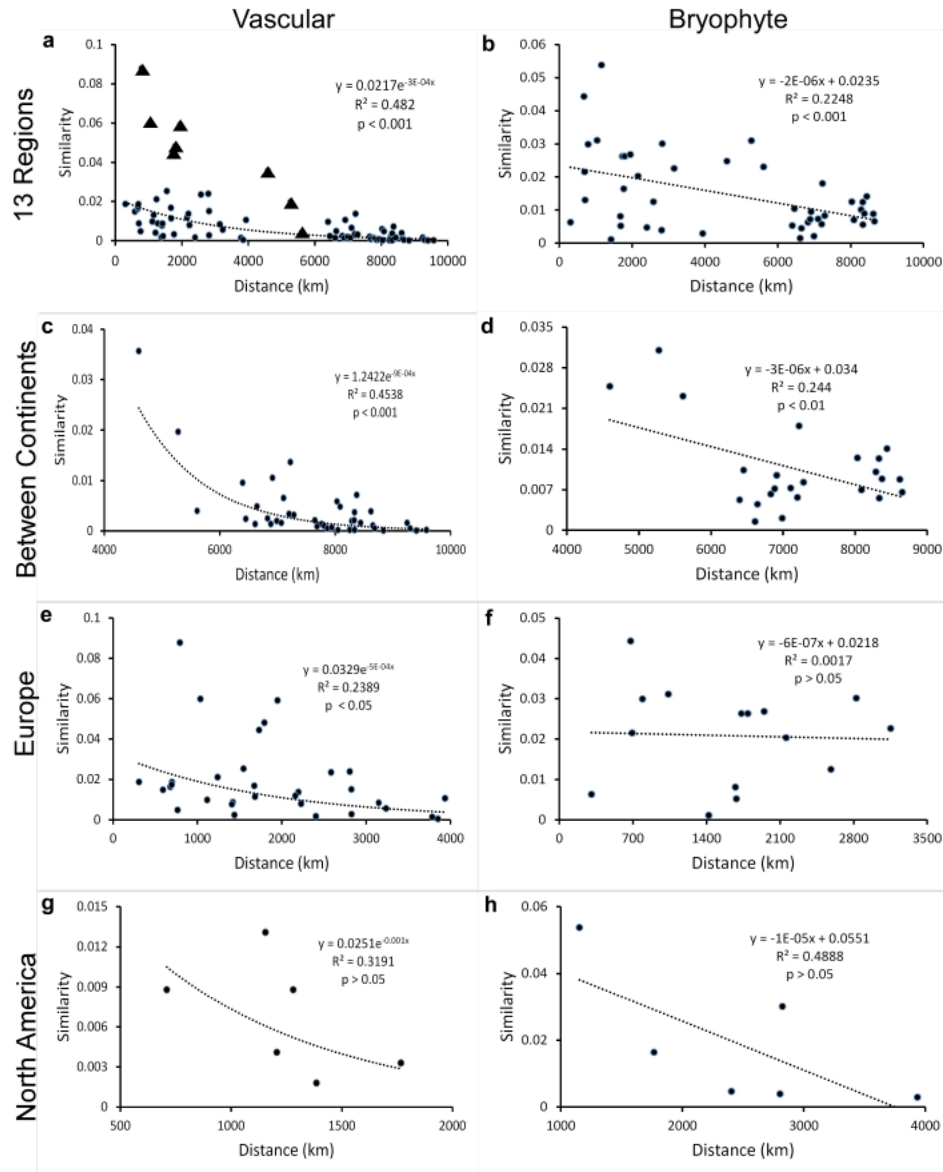 Vascular
Bryophyte
13 Regions
a
0.1
0.08
0.06
0.04
0.02
0
Similarity
y = 0.0217e^-3E-04x
R² = 0.482
p < 0.001
0
2000
4000
6000
8000
10000
Distance (km)
b
0.06
0.05
0.04
0.03
0.02
0.01
0
Similarity
y = -2E-06x + 0.0235
R² = 0.2248
p < 0.001
0
2000
4000
6000
8000
10000
Distance (km)
Between Continents
c
0.04
0.03
0.02
0.01
0
Similarity
y = 1.2422e^-9E-04x
R² = 0.4538
p < 0.001
4000
6000
8000
10000
Distance (km)
d
0.035
0.028
0.021
0.014
0.007
0
Similarity
y = -3E-06x + 0.034
R² = 0.244
p < 0.01
4000
5000
6000
7000
8000
9000
Distance (km)
Europe
e
0.1
0.08
0.06
0.04
0.02
0
Similarity
y = 0.0329e^-5E-04x
R² = 0.2389
p < 0.05
0
1000
2000
3000
4000
Distance (km)
f
0.05
0.04
0.03
0.02
0.01
0
Similarity
y = -6E-07x + 0.0218
R² = 0.0017
p > 0.05
0
700
1400
2100
2800
3500
Distance (km)
North America
g
0.015
0.012
0.009
0.006
0.003
0
Similarity
y = 0.0251e^-0.001x
R² = 0.3191
p > 0.05
500
1000
1500
2000
Distance (km)
h
0.06
0.04
0.02
0
Similarity
y = -1E-05x + 0.0551
R² = 0.4888
p > 0.05
1000
2000
3000
4000
Distance (km)